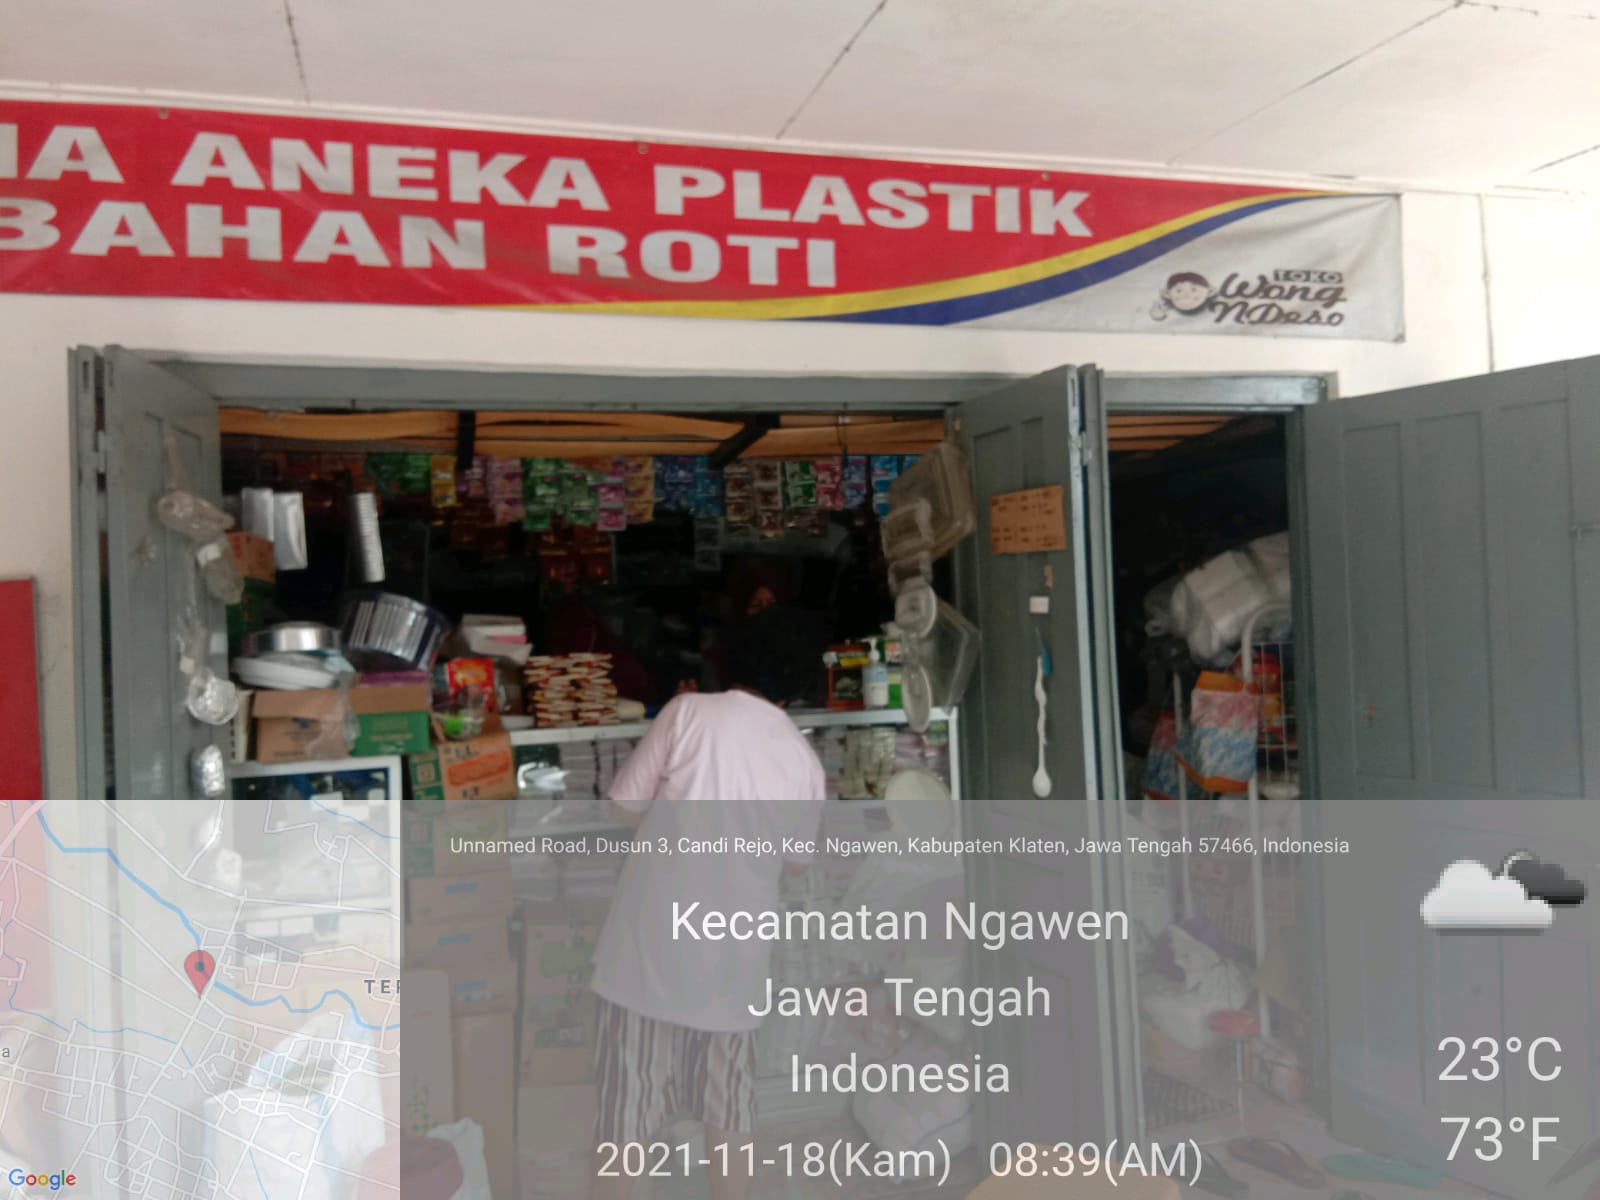 ANEKA PLASTIK
BAHAN ROTI
TOKO
Wong
NDeso
Unnamed Road, Dusun 3, Candi Rejo, Kec. Ngawen, Kabupaten Klaten, Jawa Tengah 57466, Indonesia
Kecamatan Ngawen
Jawa Tengah
Indonesia
2021-11-18(Kam) 08:39(AM)
23°C
73°F
Google